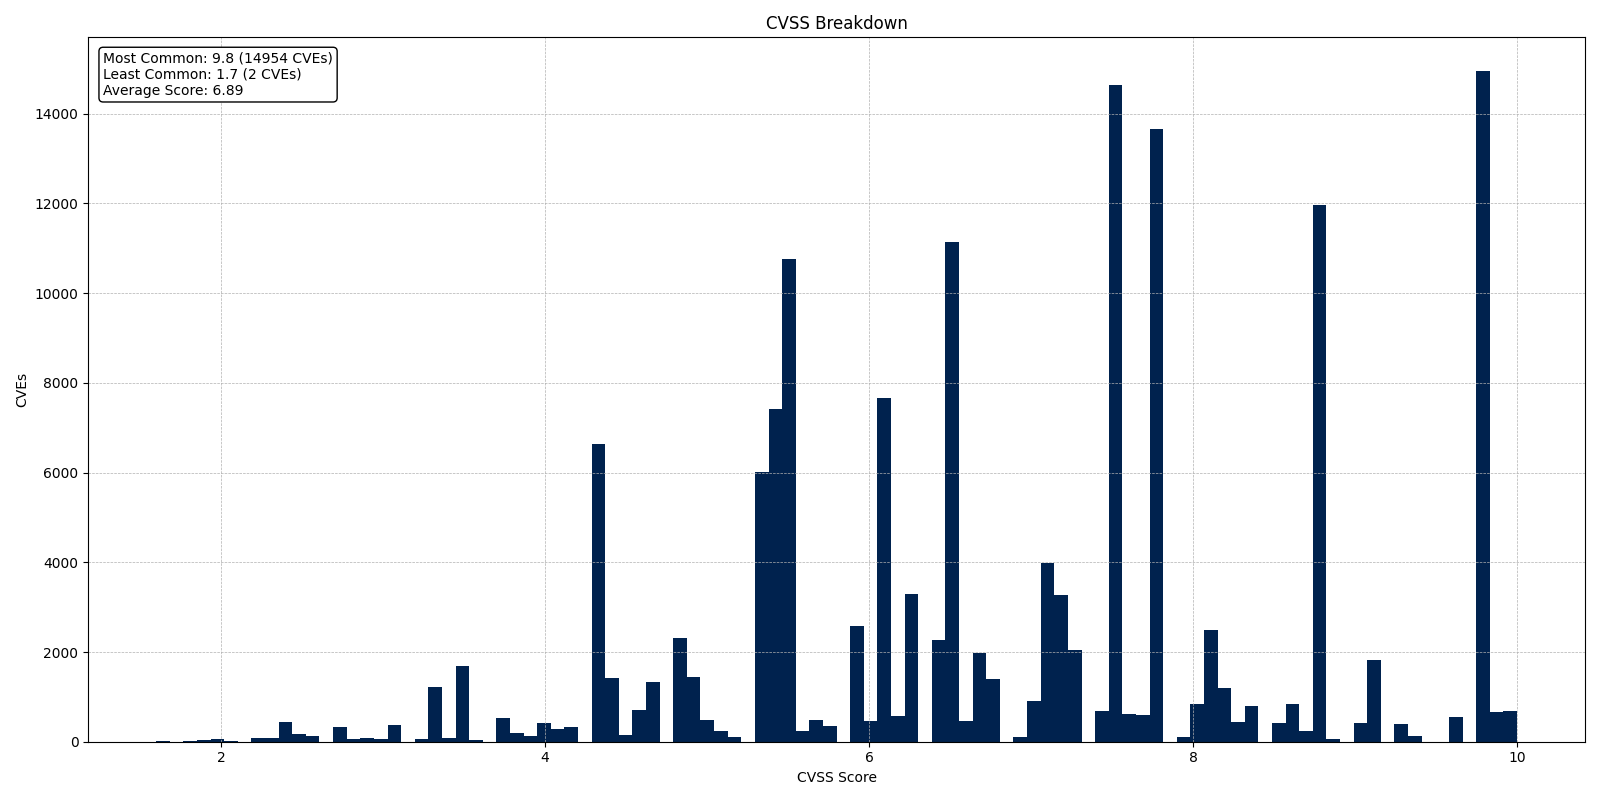 CVSS Breakdown
Most Common: 9.8 (14954 CVEs)
Least Common: 1.7 (2 CVEs)
Average Score: 6.89
14000
12000
10000
8000
6000
4000
2000
0
CVEs
2 4 6 8 10
CVSS Score